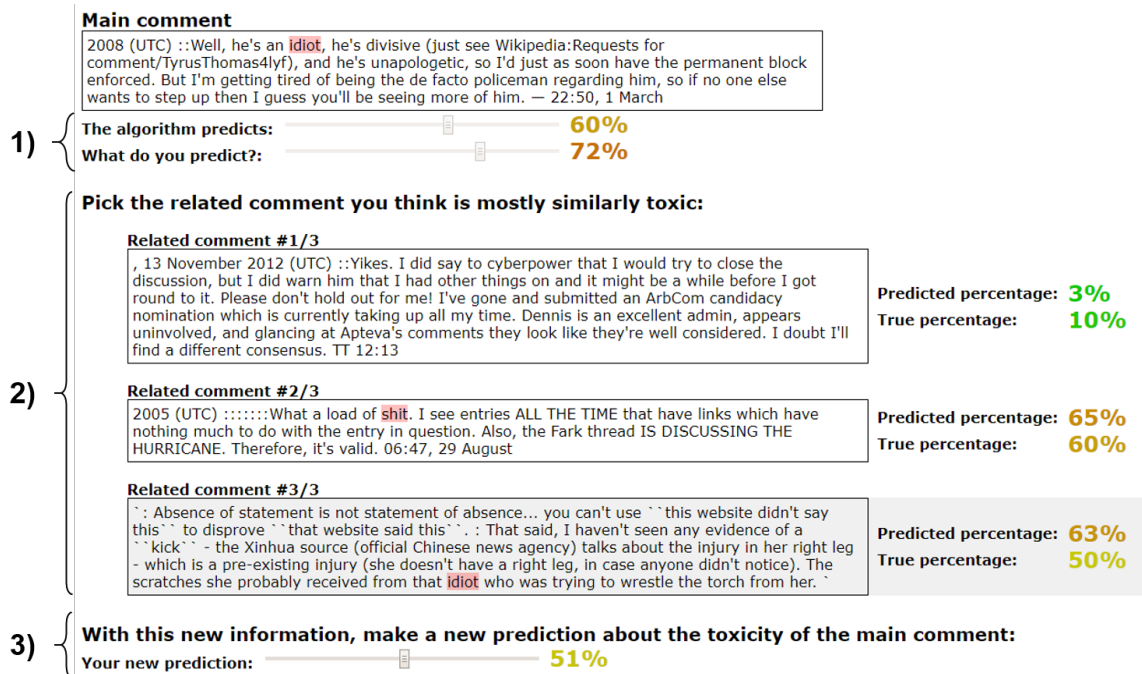 Main comment
2008 (UTC) ::Well, he's an idiot, he's divisive (just see Wikipedia:Requests for
comment/TyrusThomas4lyf), and he's unapologetic, so I'd just as soon have the permanent block
enforced. But I'm getting tired of being the de facto policeman regarding him, so if no one else
wants to step up then I guess you'll be seeing more of him. — 22:50, 1 March
1)
The algorithm predicts: 60%
What do you predict?: 72%
2)
Pick the related comment you think is mostly similarly toxic:
Related comment #1/3
, 13 November 2012 (UTC) ::Yikes. I did say to cyberpower that I would try to close the
discussion, but I did warn him that I had other things on and it might be a while before I got
round to it. Please don't hold out for me! I've gone and submitted an ArbCom candidacy
nomination which is currently taking up all my time. Dennis is an excellent admin, appears
uninvolved, and glancing at Apteva's comments they look like they're well considered. I doubt I'll
find a different consensus. TT 12:13
Predicted percentage: 3%
True percentage: 10%
Related comment #2/3
2005 (UTC) :::::::What a load of shit. I see entries ALL THE TIME that have links which have
nothing much to do with the entry in question. Also, the Fark thread IS DISCUSSING THE
HURRICANE. Therefore, it's valid. 06:47, 29 August
Predicted percentage: 65%
True percentage: 60%
Related comment #3/3
`: Absence of statement is not statement of absence... you can't use ``this website didn't say
this`` to disprove ``that website said this``. : That said, I haven't seen any evidence of a
``kick`` - the Xinhua source (official Chinese news agency) talks about the injury in her right leg
- which is a pre-existing injury (she doesn't have a right leg, in case anyone didn't notice). The
scratches she probably received from that idiot who was trying to wrestle the torch from her. `
Predicted percentage: 63%
True percentage: 50%
3)
With this new information, make a new prediction about the toxicity of the main comment:
Your new prediction: 51%